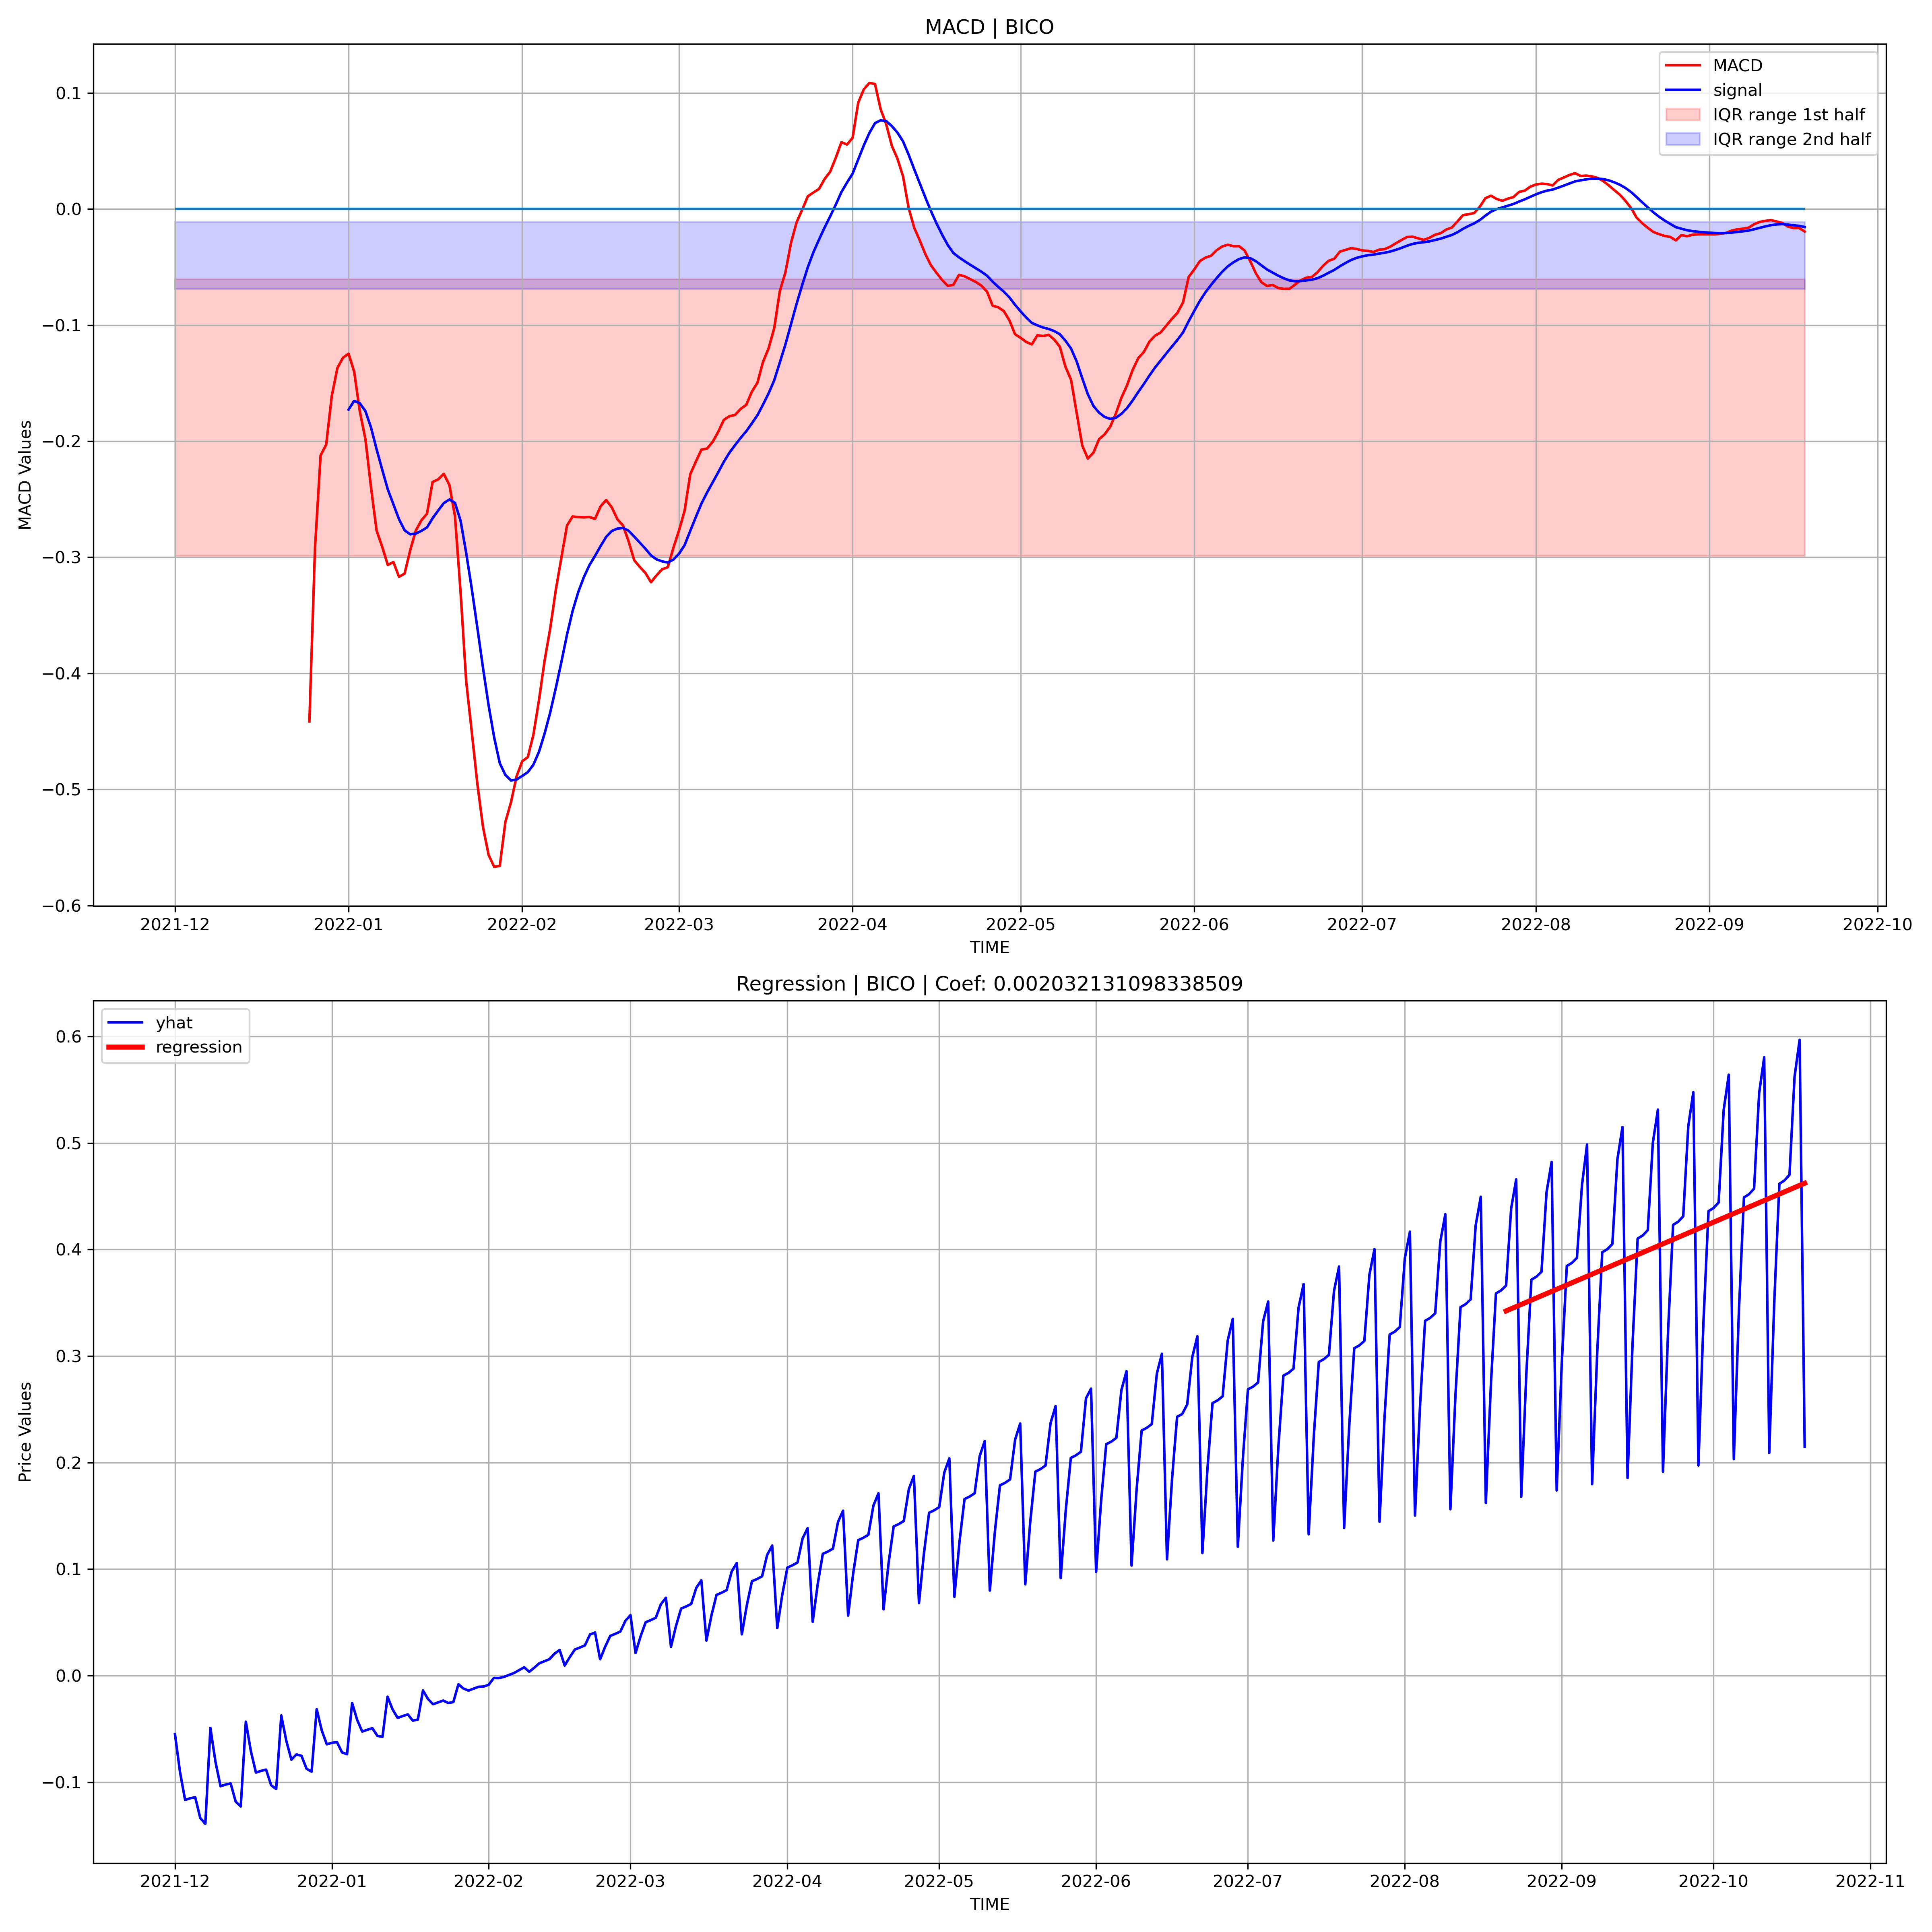 MACD | BICO
MACD
signal
IQR range 1st half
IQR range 2nd half
MACD Values
0.1
0.0
−0.1
−0.2
−0.3
−0.4
−0.5
−0.6
2021-12 2022-01 2022-02 2022-03 2022-04 2022-05 2022-06 2022-07 2022-08 2022-09 2022-10
TIME
Regression | BICO | Coef: 0.002032131098338509
yhat
regression
Price Values
0.6
0.5
0.4
0.3
0.2
0.1
0.0
−0.1
2021-12 2022-01 2022-02 2022-03 2022-04 2022-05 2022-06 2022-07 2022-08 2022-09 2022-10 2022-11
TIME